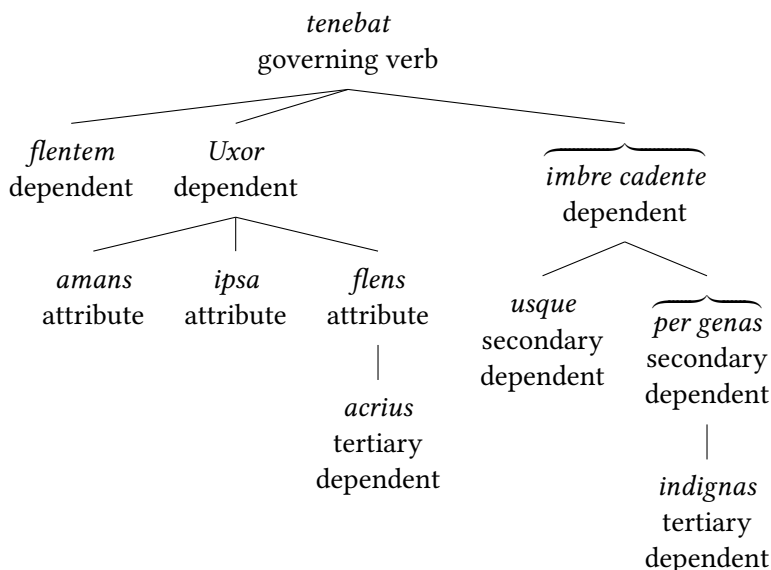 tenebat
governing verb
flentem
dependent
Uxor
dependent
imbre cadente
dependent
amans
attribute
ipsa
attribute
flens
attribute
usque
secondary
dependent
per genas
secondary
dependent
acrius
tertiary
dependent
indignas
tertiary
dependent